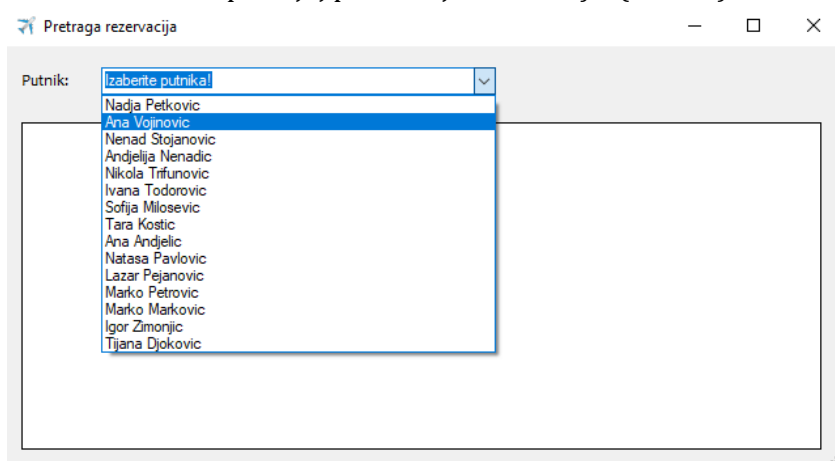 Pretraga rezervacija
Putnik: Izaberite putnika!
Nadja Petkovic
Ana Vojinovic
Nenad Stojanovic
Andjelija Nenadic
Nikola Trifunovic
Ivana Todorovic
Sofija Milosevic
Tara Kostic
Ana Andjelic
Natasa Pavlovic
Lazar Pejanovic
Marko Petrovic
Marko Markovic
Igor Zimonjic
Tijana Djokovic